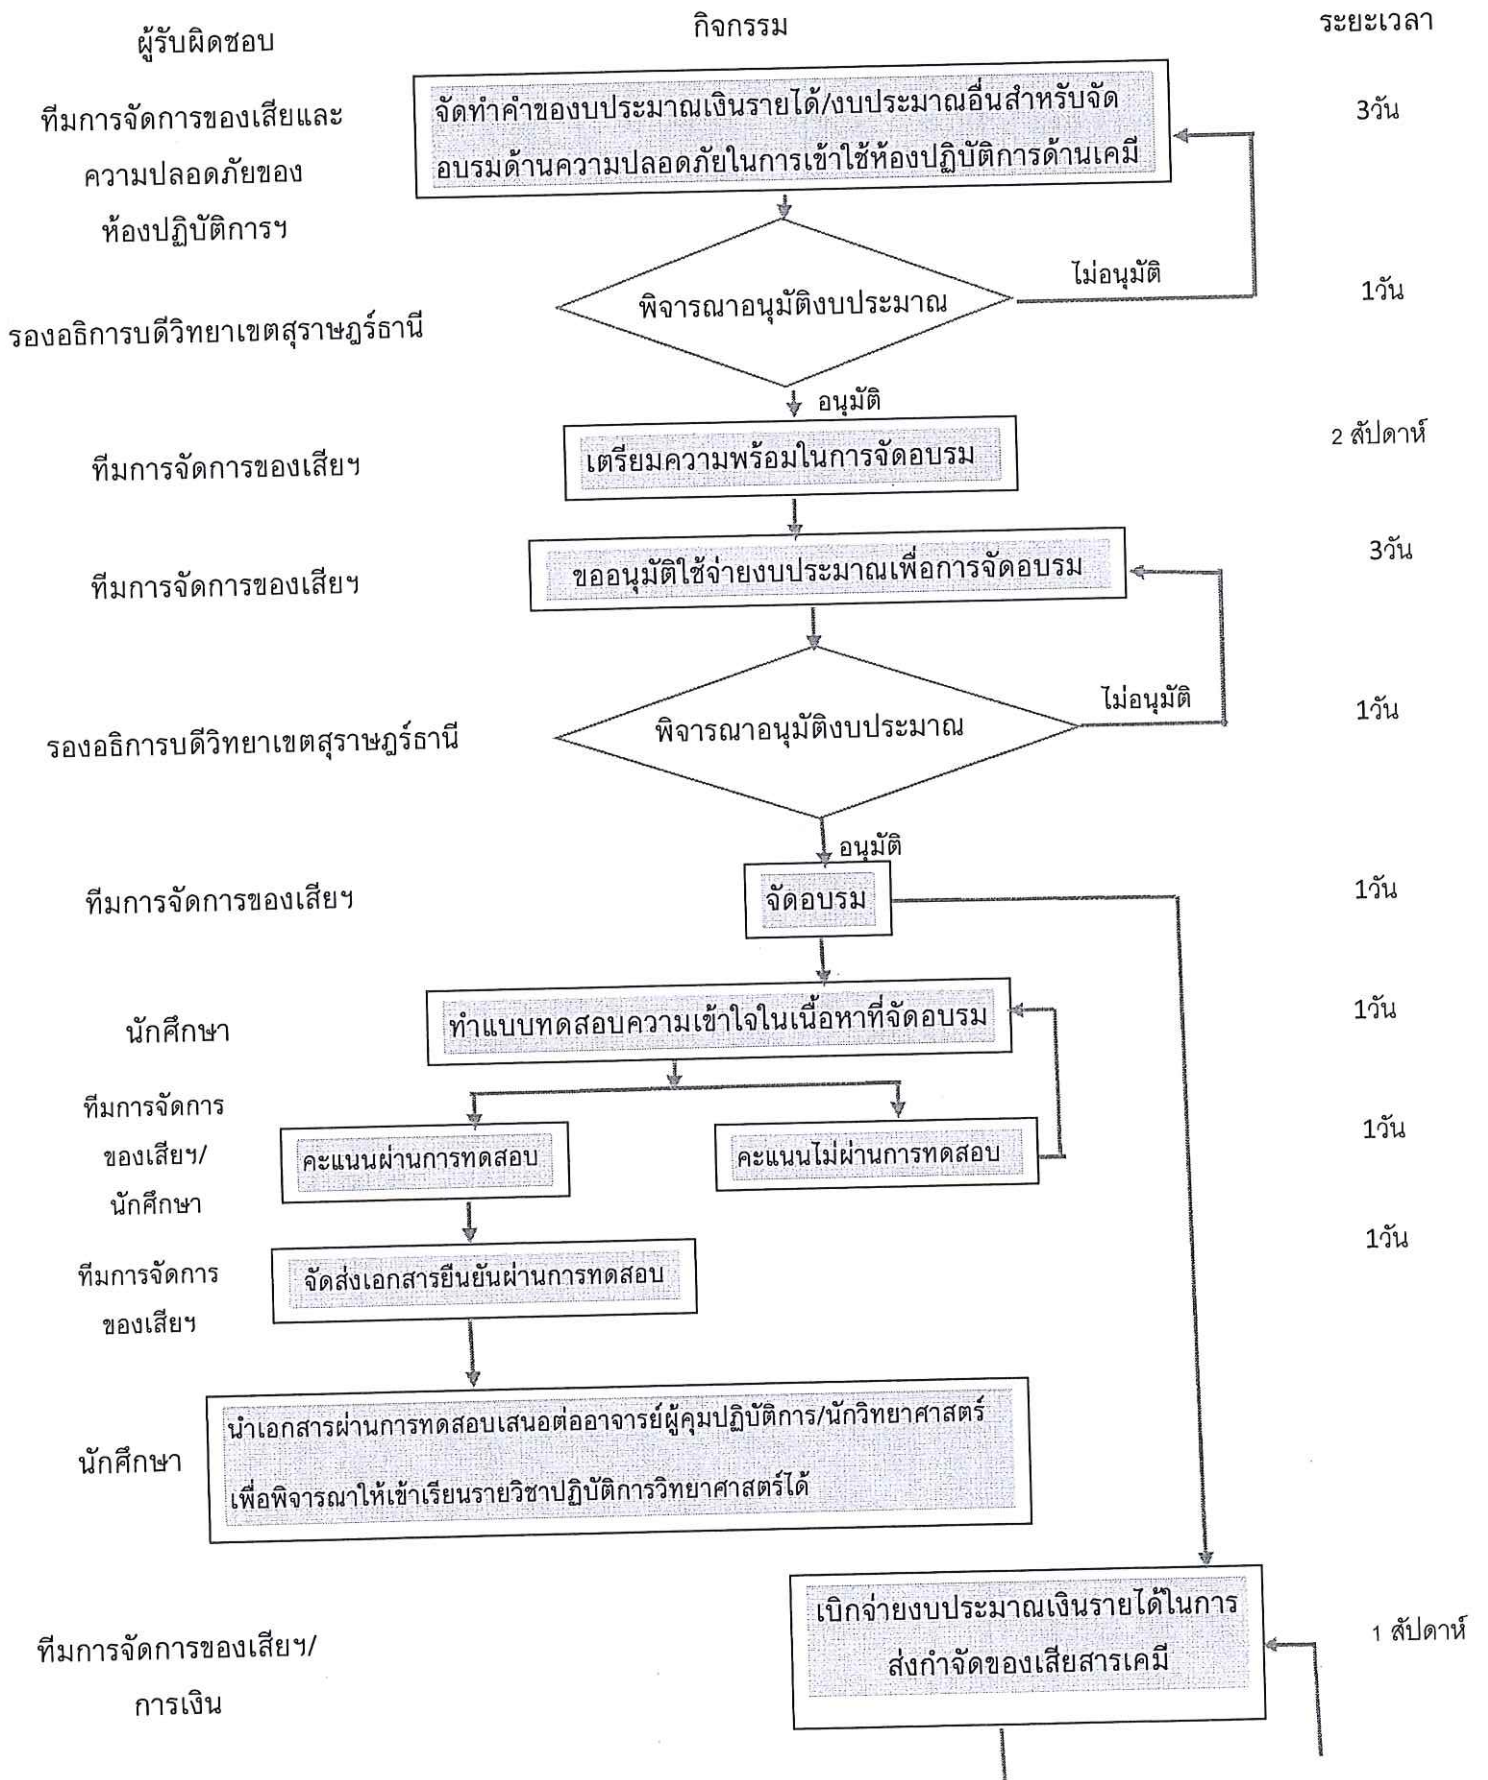 ผู้รับผิดชอบ
กิจกรรม
ระยะเวลา
ทีมการจัดการของเสียและ
ความปลอดภัยของ
ห้องปฏิบัติการฯ
จัดทำคำของบประมาณเงินรายได้/งบประมาณอื่นสำหรับจัด
อบรมด้านความปลอดภัยในการเข้าใช้ห้องปฏิบัติการด้านเคมี
3วัน
รองอธิการบดีวิทยาเขตสุราษฎร์ธานี
พิจารณาอนุมัติงบประมาณ
ไม่อนุมัติ
1วัน
อนุมัติ
ทีมการจัดการของเสียฯ
เตรียมความพร้อมในการจัดอบรม
2 สัปดาห์
ทีมการจัดการของเสียฯ
ขออนุมัติใช้จ่ายงบประมาณเพื่อการจัดอบรม
3วัน
รองอธิการบดีวิทยาเขตสุราษฎร์ธานี
พิจารณาอนุมัติงบประมาณ
ไม่อนุมัติ
1วัน
อนุมัติ
ทีมการจัดการของเสียฯ
จัดอบรม
1วัน
นักศึกษา
ทำแบบทดสอบความเข้าใจในเนื้อหาที่จัดอบรม
1วัน
ทีมการจัดการ
ของเสียฯ/
นักศึกษา
คะแนนผ่านการทดสอบ
คะแนนไม่ผ่านการทดสอบ
1วัน
ทีมการจัดการ
ของเสียฯ
จัดส่งเอกสารยืนยันผ่านการทดสอบ
1วัน
นักศึกษา
นำเอกสารผ่านการทดสอบเสนอต่ออาจารย์ผู้คุมปฏิบัติการ/นักวิทยาศาสตร์
เพื่อพิจารณาให้เข้าเรียนรายวิชาปฏิบัติการวิทยาศาสตร์ได้
ทีมการจัดการของเสียฯ/
การเงิน
เบิกจ่ายงบประมาณเงินรายได้ในการ
ส่งกำจัดของเสียสารเคมี
1 สัปดาห์